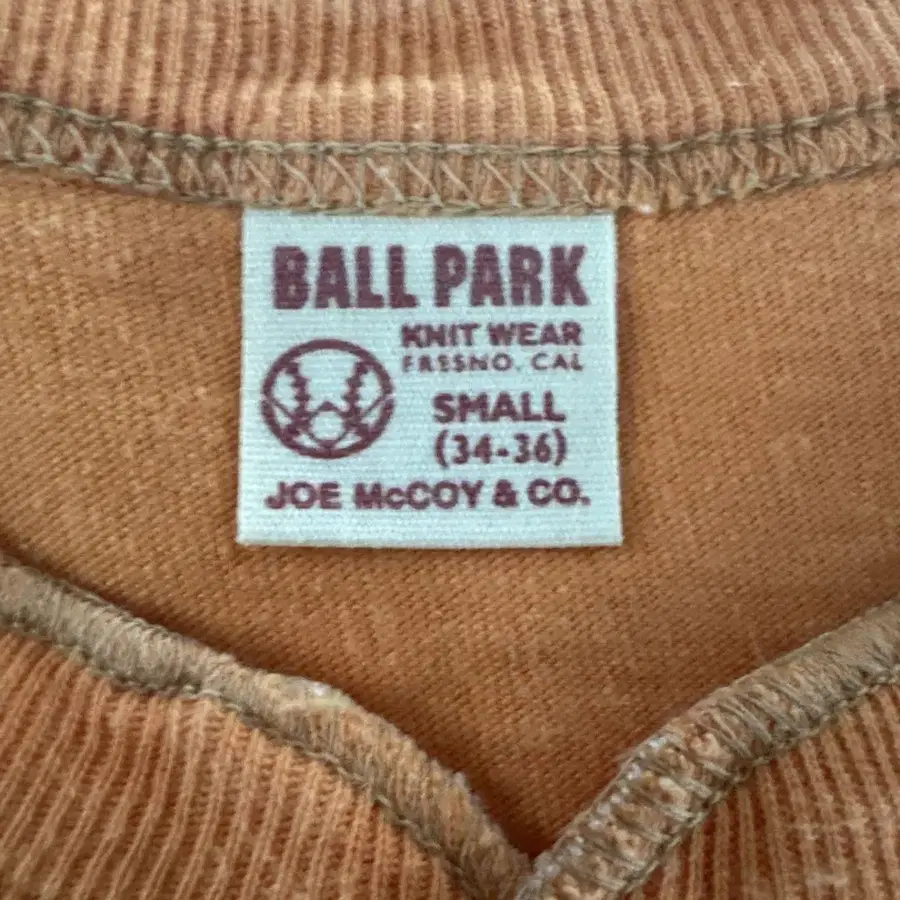 BALL PARK
KNIT WEAR
FRESNO, CAL
SMALL
(34-36)
JOE McCOY & CO.